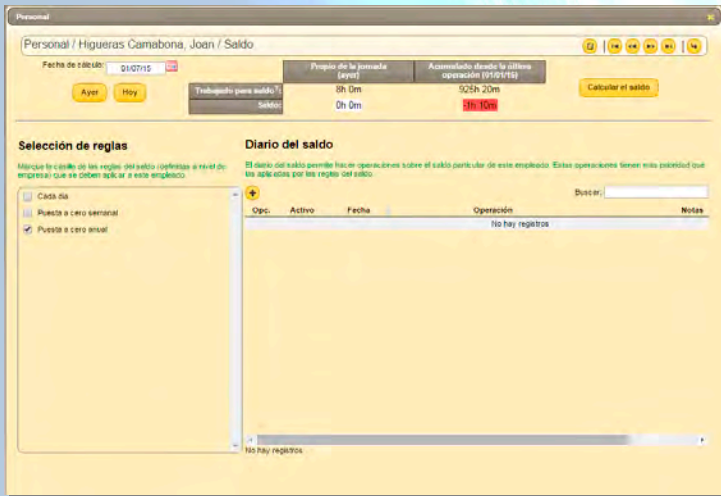 Personal
Personal / Higueras Camabona, Joan / Saldo
Fecha de cálculo: 01/07/15
Ayer Hoy
Propio de la jornada (ayer)
Acumulado desde la última operación (01/01/15)
Trabajado para saldo?: 8h 0m 925h 20m
Saldo: 0h 0m -1h 10m
Calcular el saldo
Selección de reglas
Marque la casilla de las reglas del saldo (definidas a nivel de
empresa) que se deben aplicar a este empleado.
Cada día
Puesta a cero semanal
Puesta a cero anual
Diario del saldo
El diario del saldo permite hacer operaciones sobre el saldo particular de este empleado. Estas operaciones tienen más prioridad que
las aplicadas por las reglas del saldo.
Buscar:
Opc. Activo Fecha Operación Notas
No hay registros
No hay registros